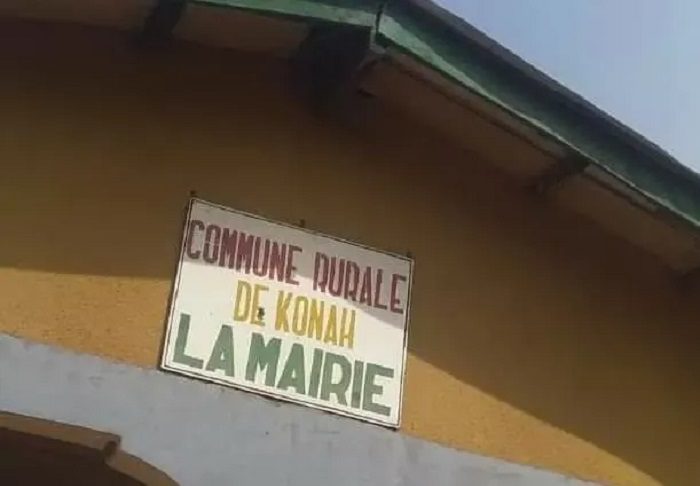 COMMUNE RURALE
DE KONAH
LA MAIRIE